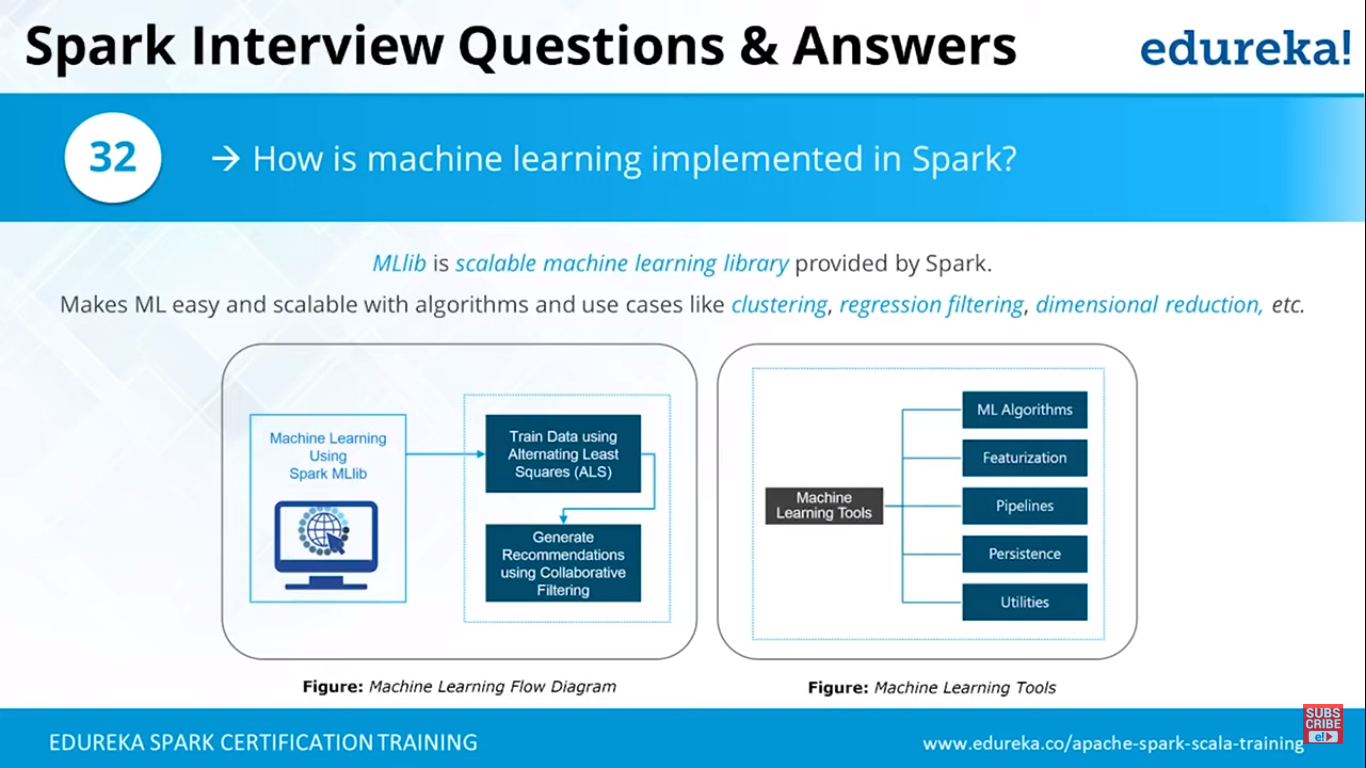 Spark Interview Questions & Answers
edureka!
32
→ How is machine learning implemented in Spark?
MLlib is scalable machine learning library provided by Spark.
Makes ML easy and scalable with algorithms and use cases like clustering, regression filtering, dimensional reduction, etc.
Machine Learning
Using
Spark MLlib
Train Data using
Alternating Least
Squares (ALS)
Generate
Recommendations
using Collaborative
Filtering
Figure: Machine Learning Flow Diagram
Machine
Learning Tools
ML Algorithms
Featurization
Pipelines
Persistence
Utilities
Figure: Machine Learning Tools
EDUREKA SPARK CERTIFICATION TRAINING
www.edureka.co/apache-spark-scala-training
SUBS
CRIBE
e!